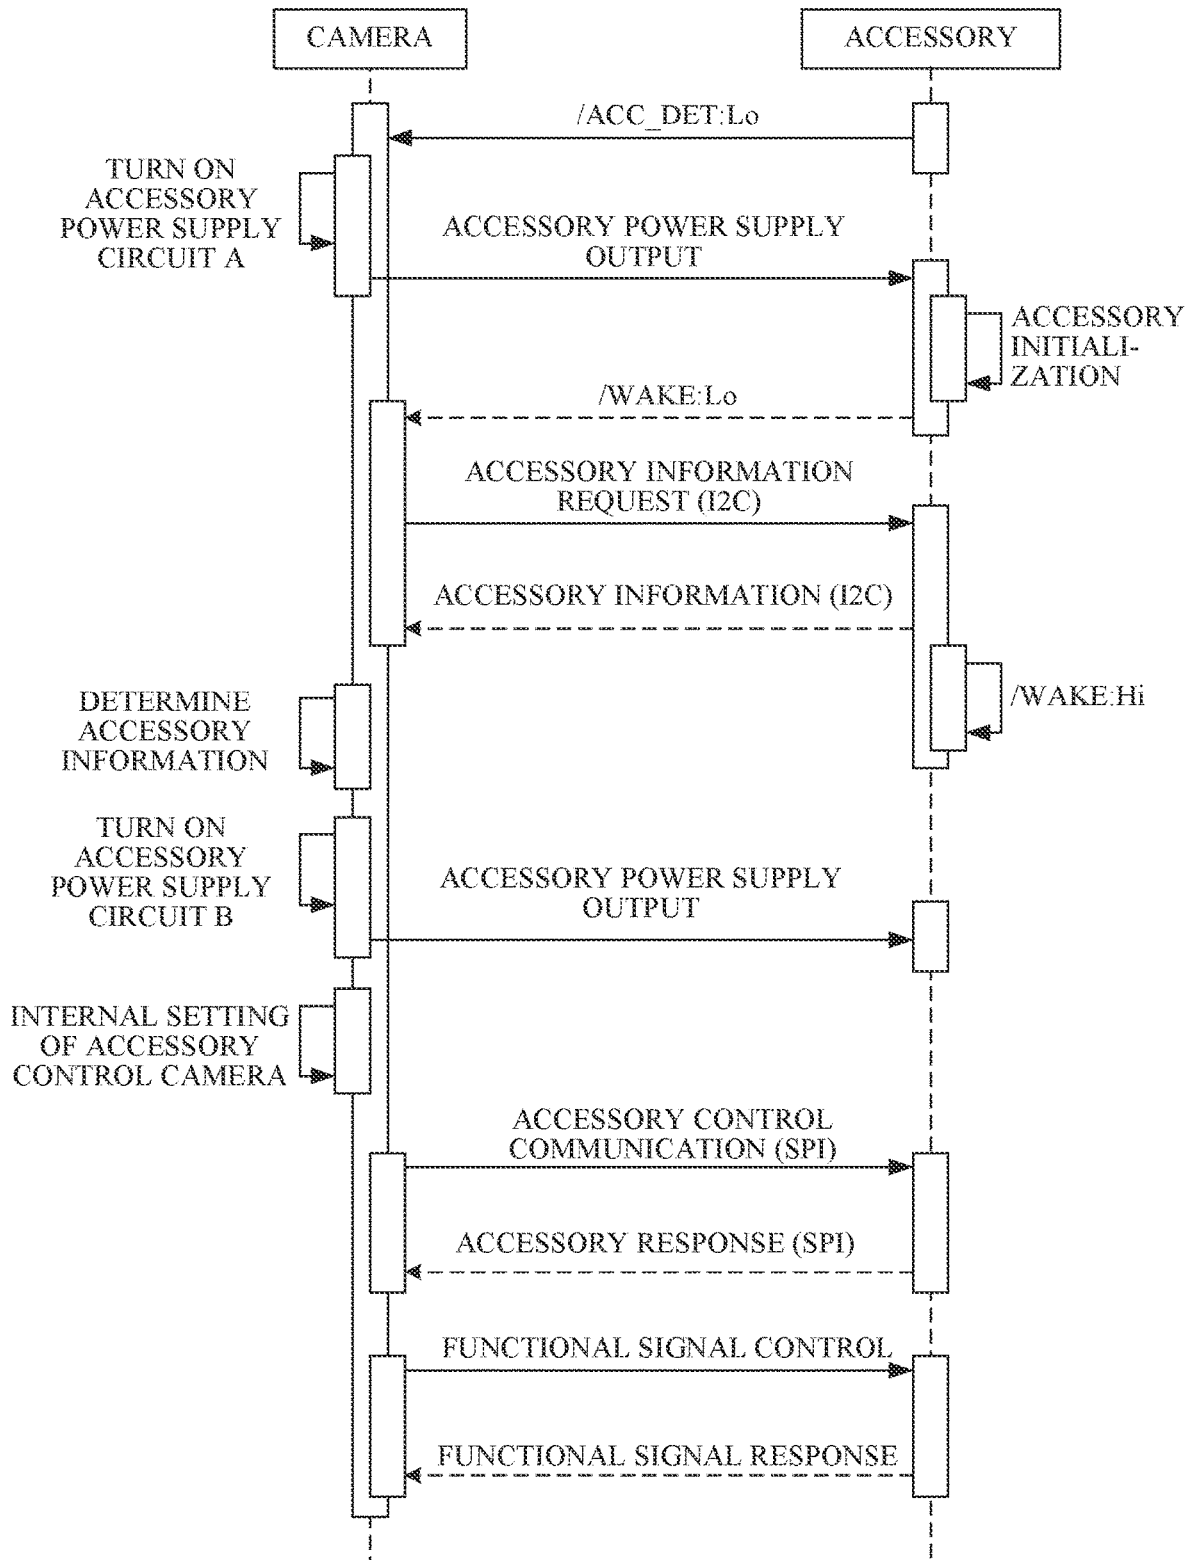 CAMERA
ACCESSORY
/ACC_DET:Lo
TURN ON
ACCESSORY
POWER SUPPLY
CIRCUIT A
ACCESSORY POWER SUPPLY
OUTPUT
ACCESSORY
INITIALI-
ZATION
/WAKE:Lo
ACCESSORY INFORMATION
REQUEST (I2C)
ACCESSORY INFORMATION (I2C)
/WAKE:Hi
DETERMINE
ACCESSORY
INFORMATION
TURN ON
ACCESSORY
POWER SUPPLY
CIRCUIT B
ACCESSORY POWER SUPPLY
OUTPUT
INTERNAL SETTING
OF ACCESSORY
CONTROL CAMERA
ACCESSORY CONTROL
COMMUNICATION (SPI)
ACCESSORY RESPONSE (SPI)
FUNCTIONAL SIGNAL CONTROL
FUNCTIONAL SIGNAL RESPONSE